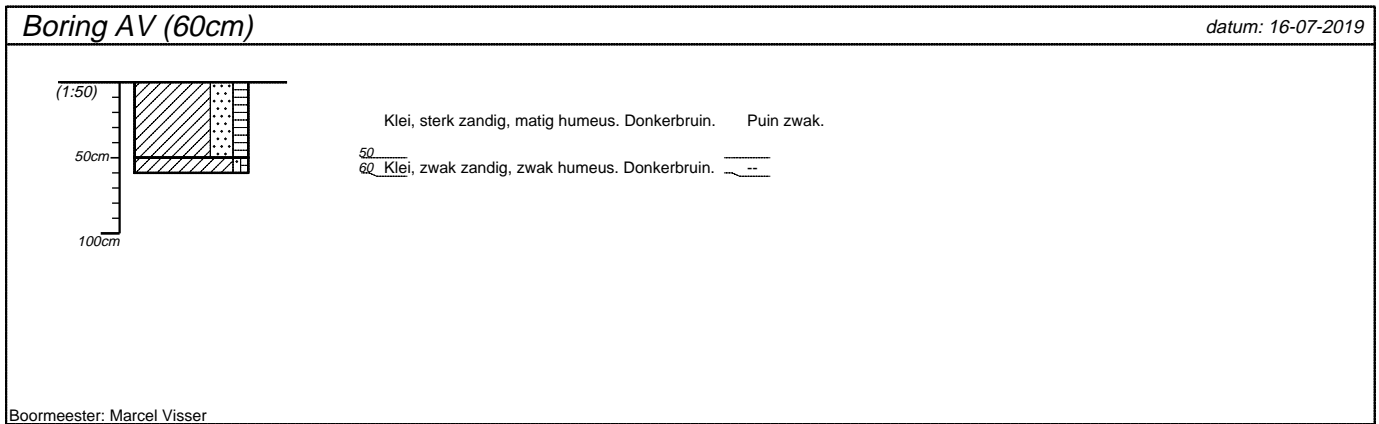 Boring AV (60cm) datum: 16-07-2019
(1:50)
Klei, sterk zandig, matig humeus. Donkerbruin. Puin zwak.
50cm 50
60 Klei, zwak zandig, zwak humeus. Donkerbruin. --
100cm
Boormeester: Marcel Visser